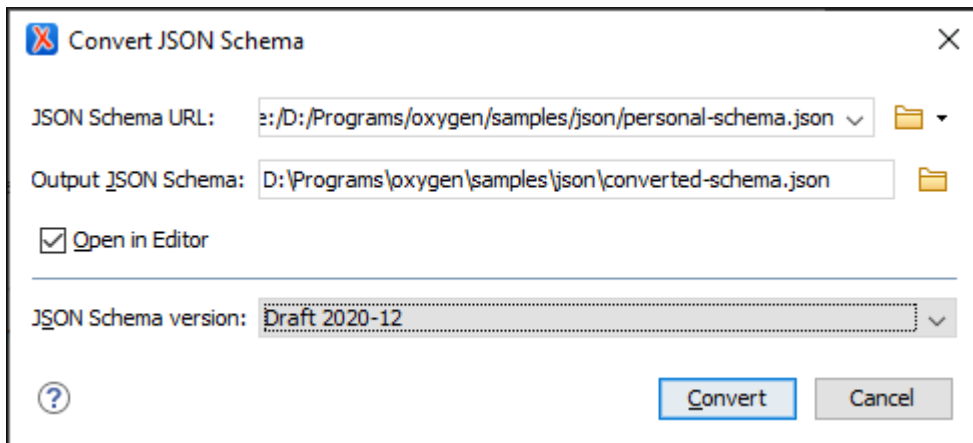 Convert JSON Schema
JSON Schema URL: e:/D:/Programs/oxygen/samples/json/personal-schema.json
Output JSON Schema: D:\Programs\oxygen\samples\json\converted-schema.json
Open in Editor
JSON Schema version: Draft 2020-12
? Convert Cancel